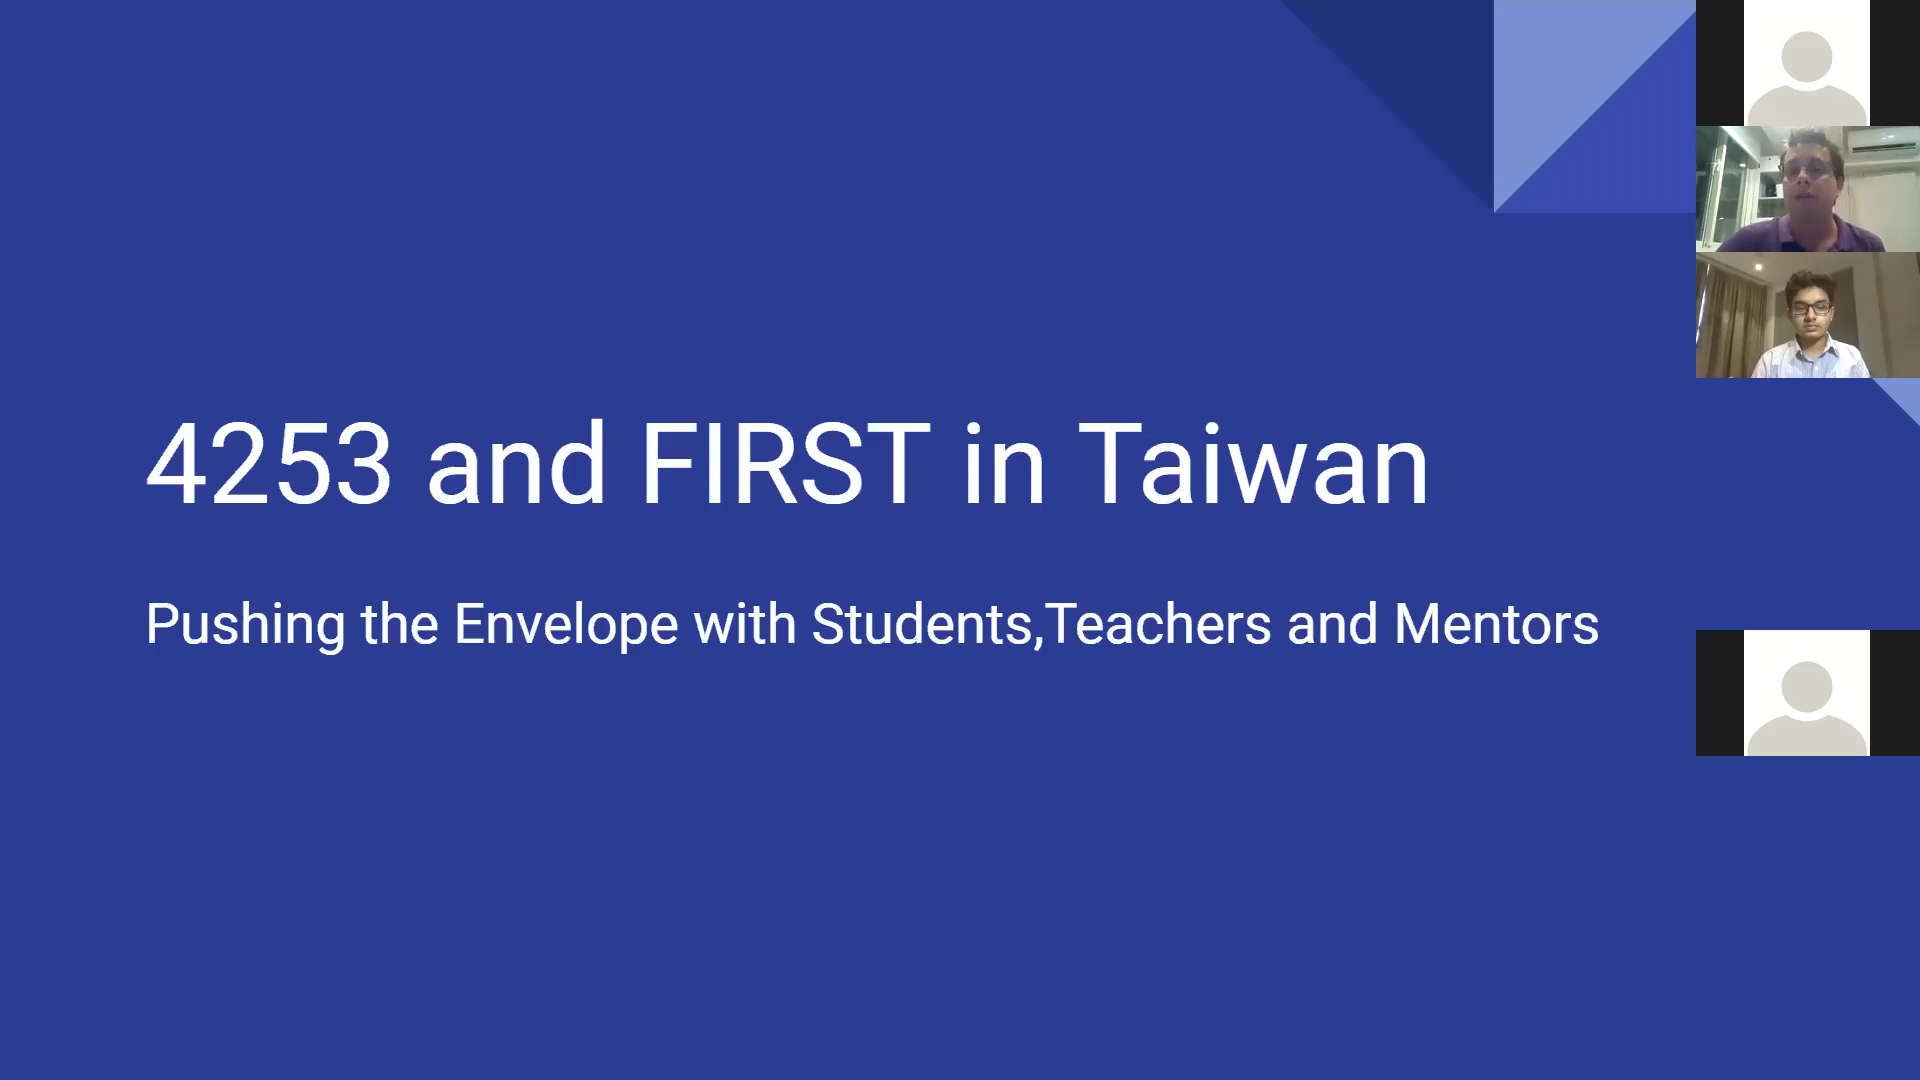 4253 and FIRST in Taiwan
Pushing the Envelope with Students,Teachers and Mentors